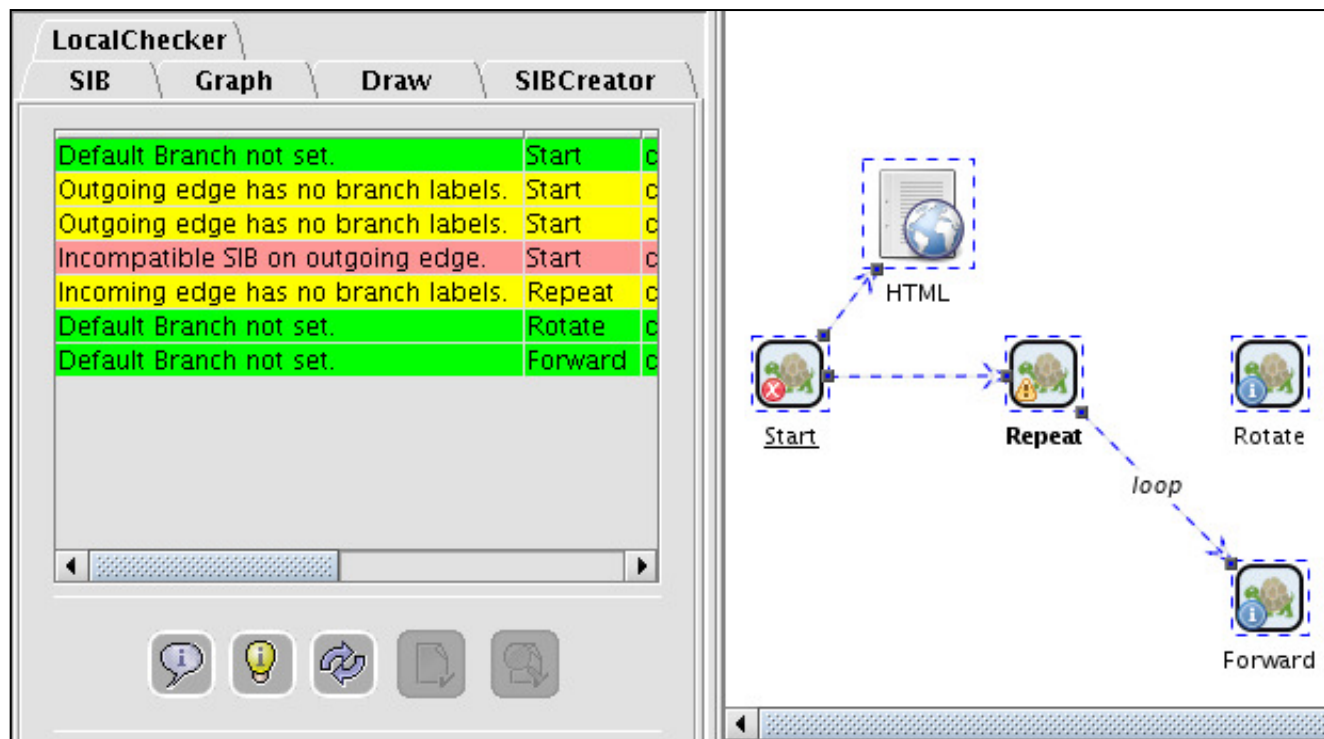 LocalChecker
SIB Graph Draw SIBCreator
Default Branch not set. Start c
Outgoing edge has no branch labels. Start c
Outgoing edge has no branch labels. Start c
Incompatible SIB on outgoing edge. Start c
Incoming edge has no branch labels. Repeat c
Default Branch not set. Rotate c
Default Branch not set. Forward c
HTML
Start
Repeat
Rotate
loop
Forward